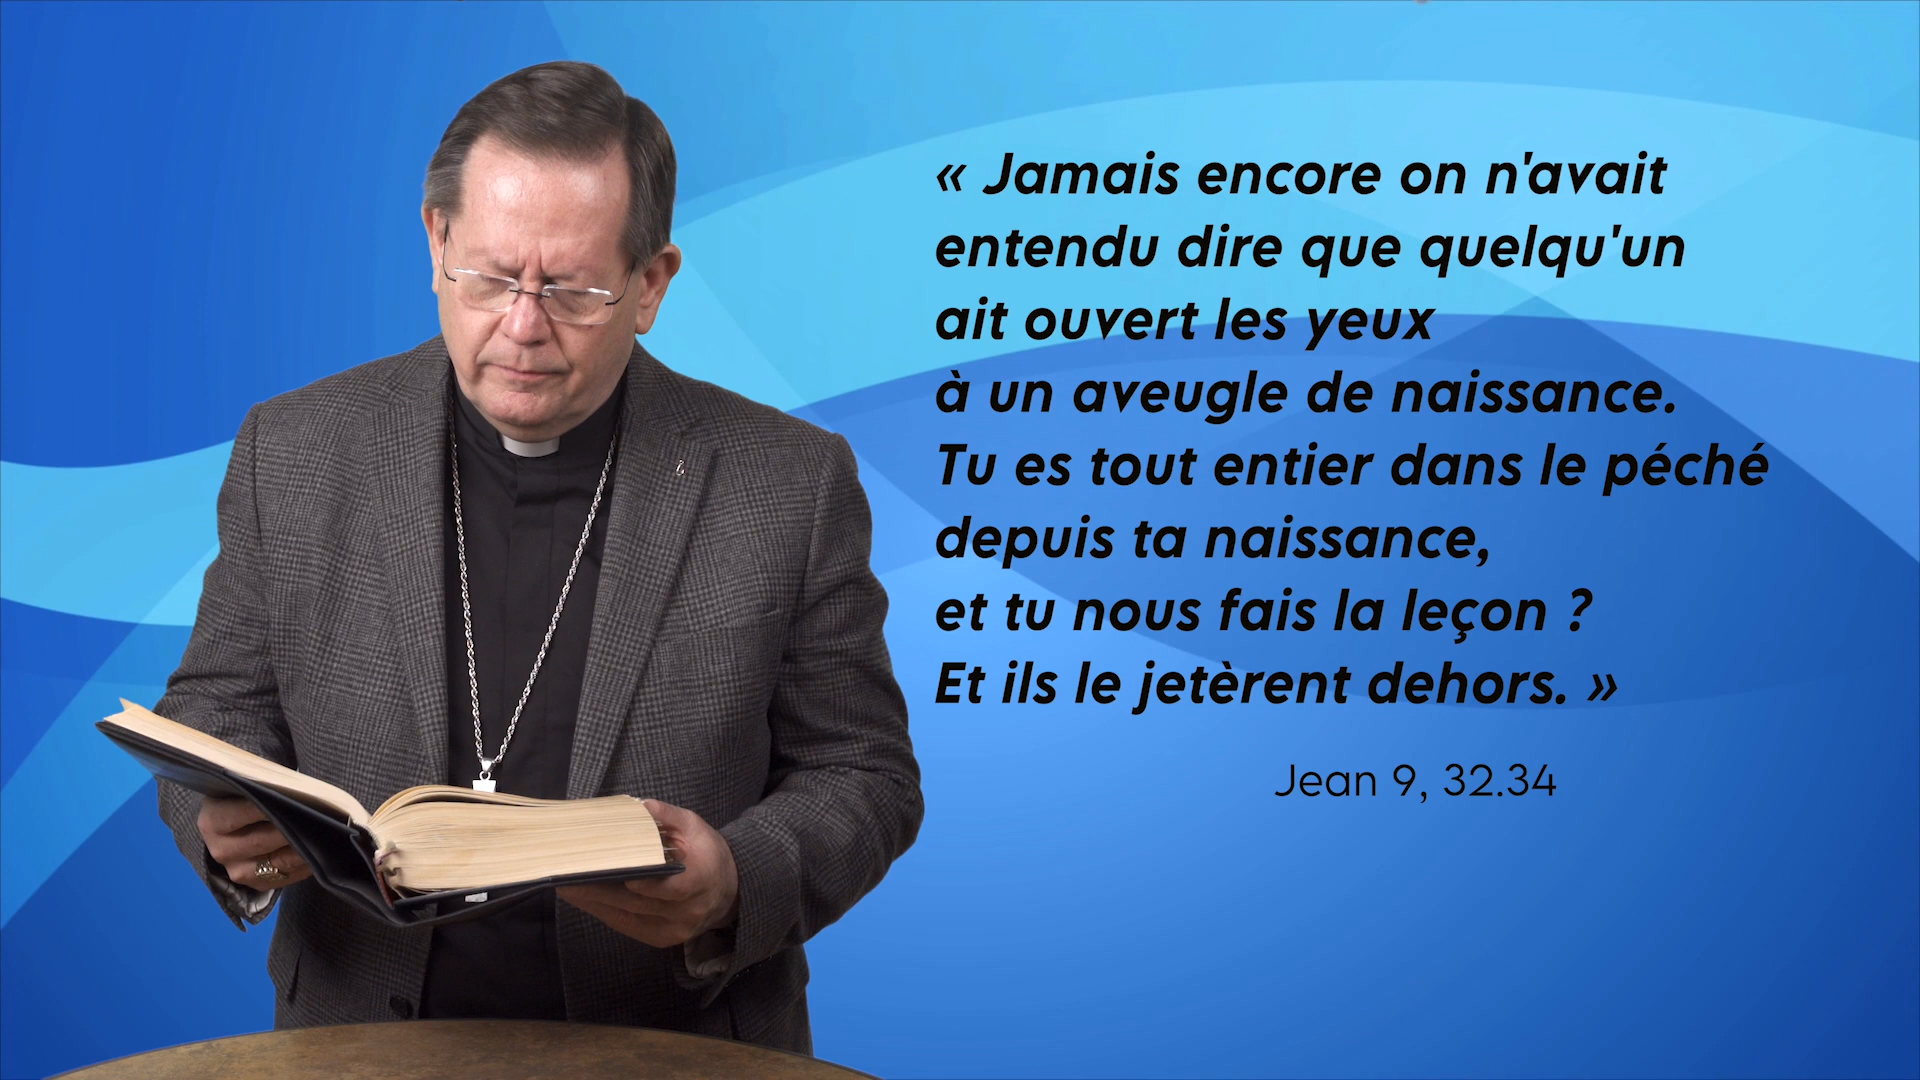 « Jamais encore on n'avait
entendu dire que quelqu'un
ait ouvert les yeux
à un aveugle de naissance.
Tu es tout entier dans le péché
depuis ta naissance,
et tu nous fais la leçon ?
Et ils le jetèrent dehors. »
Jean 9, 32.34